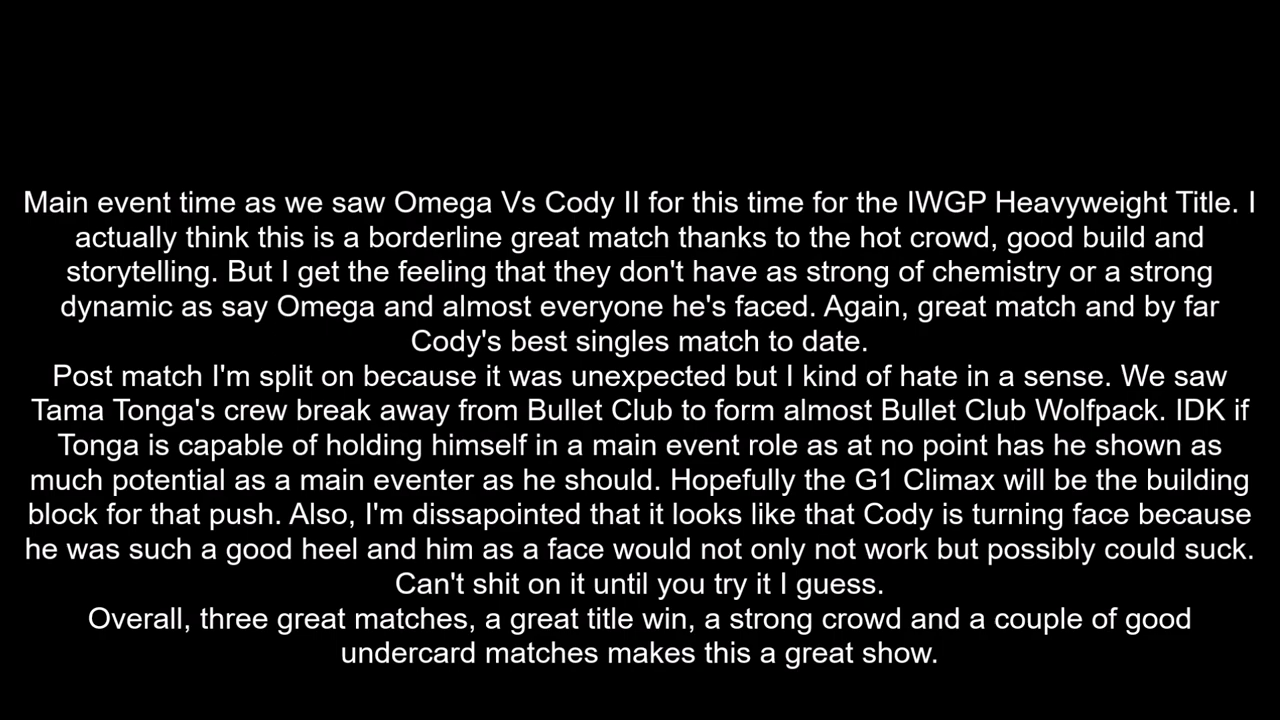 Main event time as we saw Omega Vs Cody II for this time for the IWGP Heavyweight Title. I
actually think this is a borderline great match thanks to the hot crowd, good build and
storytelling. But I get the feeling that they don't have as strong of chemistry or a strong
dynamic as say Omega and almost everyone he's faced. Again, great match and by far
Cody's best singles match to date.
Post match I'm split on because it was unexpected but I kind of hate in a sense. We saw
Tama Tonga's crew break away from Bullet Club to form almost Bullet Club Wolfpack. IDK if
Tonga is capable of holding himself in a main event role as at no point has he shown as
much potential as a main eventer as he should. Hopefully the G1 Climax will be the building
block for that push. Also, I'm dissapointed that it looks like that Cody is turning face because
he was such a good heel and him as a face would not only not work but possibly could suck.
Can't shit on it until you try it I guess.
Overall, three great matches, a great title win, a strong crowd and a couple of good
undercard matches makes this a great show.